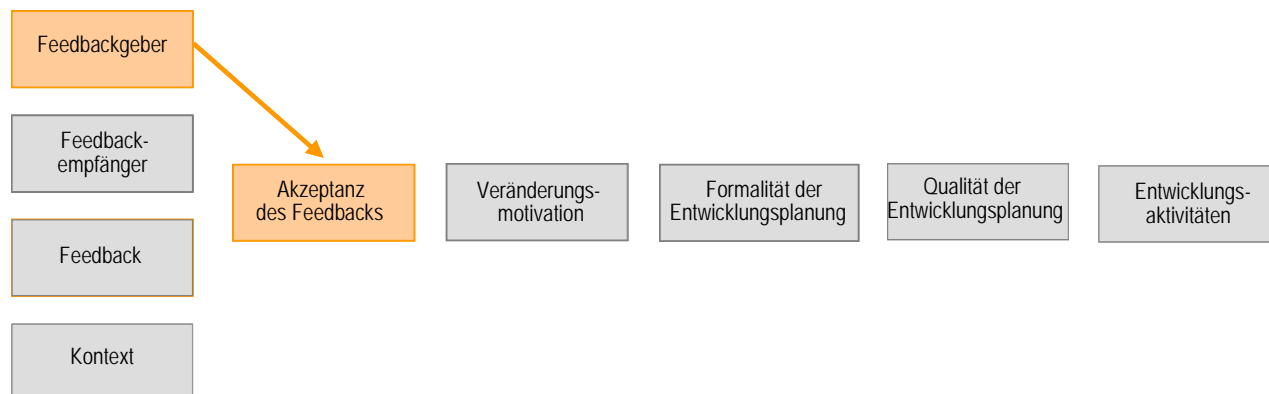 Feedbackgeber
Feedback-
empfänger
Feedback
Kontext
Akzeptanz
des Feedbacks
Veränderungs-
motivation
Formalität der
Entwicklungsplanung
Qualität der
Entwicklungsplanung
Entwicklungs-
aktivitäten